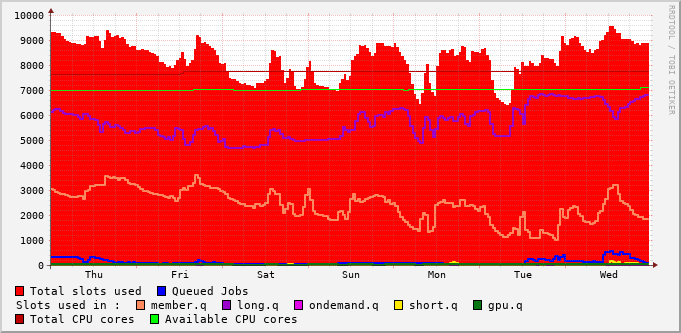 RRDTOOL / TOBI OETIKER
10000
9000
8000
7000
6000
5000
4000
3000
2000
1000
0
Thu Fri Sat Sun Mon Tue Wed
Total slots used Queued Jobs
Slots used in : member.q long.q ondemand.q short.q gpu.q
Total CPU cores Available CPU cores